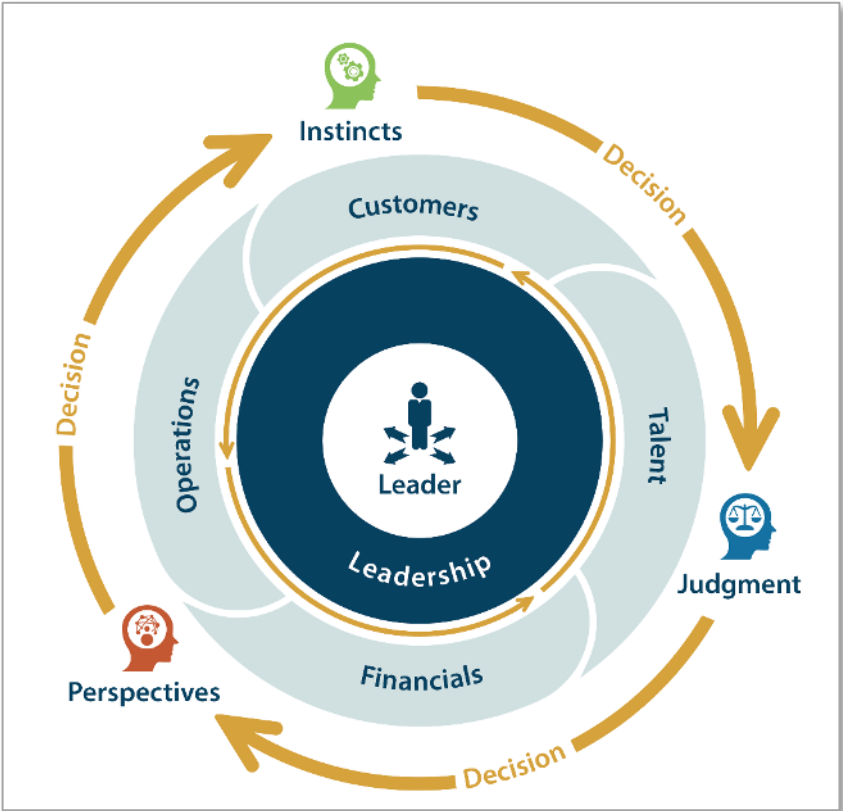 Instincts
Decision
Customers
Decision
Operations
Talent
Leader
Leadership
Judgment
Perspectives
Financials
Decision